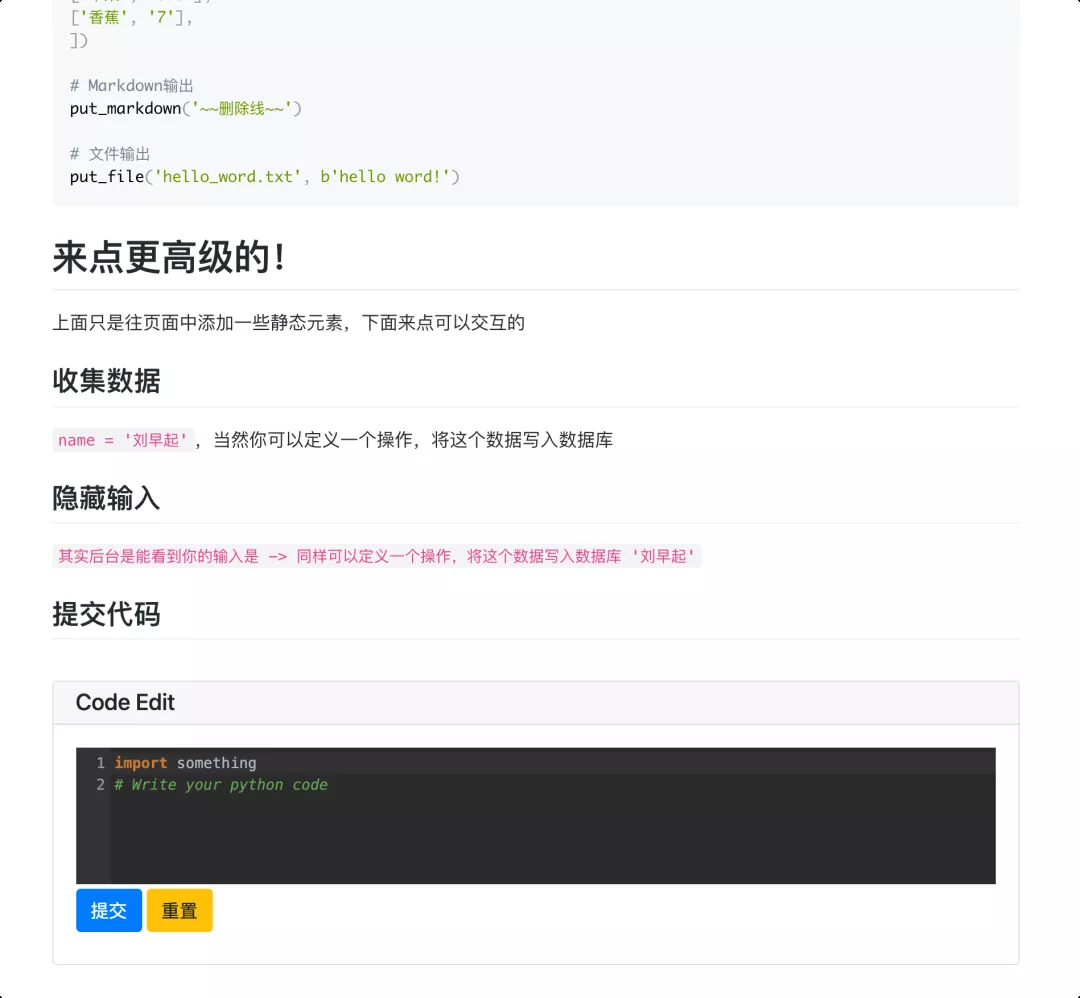 ['香蕉', '7'],
])
# Markdown输出
put_markdown('~~删除线~~')
# 文件输出
put_file('hello_word.txt', b'hello word!')
来点更高级的！
上面只是往页面中添加一些静态元素，下面来点可以交互的
收集数据
name = '刘早起'，当然你可以定义一个操作，将这个数据写入数据库
隐藏输入
其实后台是能看到你的输入是 -> 同样可以定义一个操作，将这个数据写入数据库 '刘早起'
提交代码
Code Edit
1 import something
2 # Write your python code
提交 重置